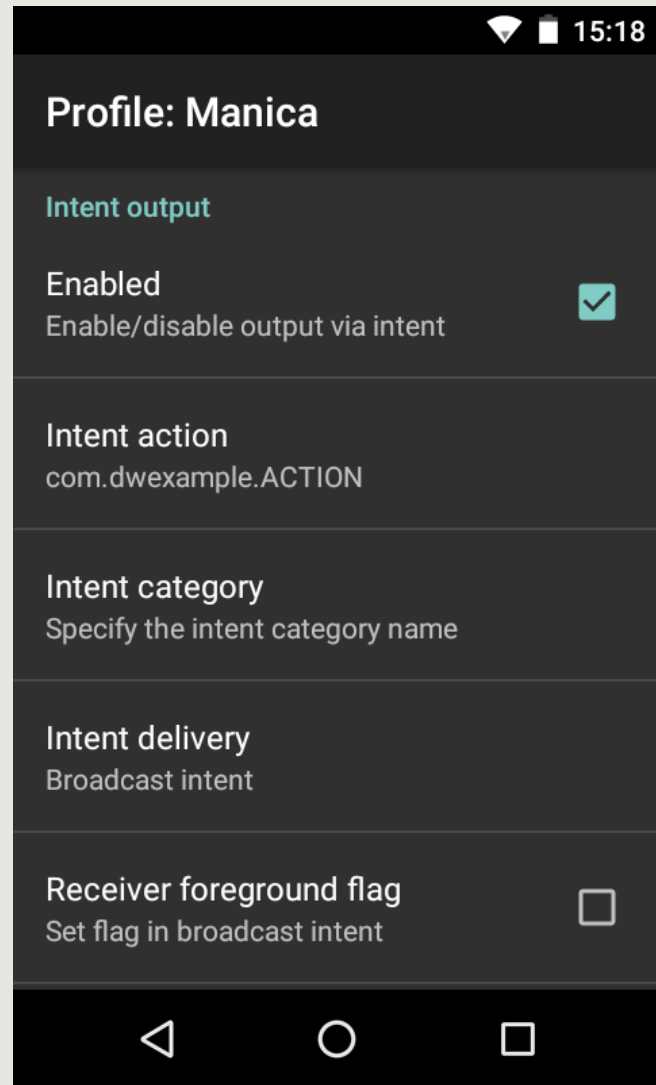 15:18
Profile: Manica
Intent output
Enabled
Enable/disable output via intent
Intent action
com.dwexample.ACTION
Intent category
Specify the intent category name
Intent delivery
Broadcast intent
Receiver foreground flag
Set flag in broadcast intent